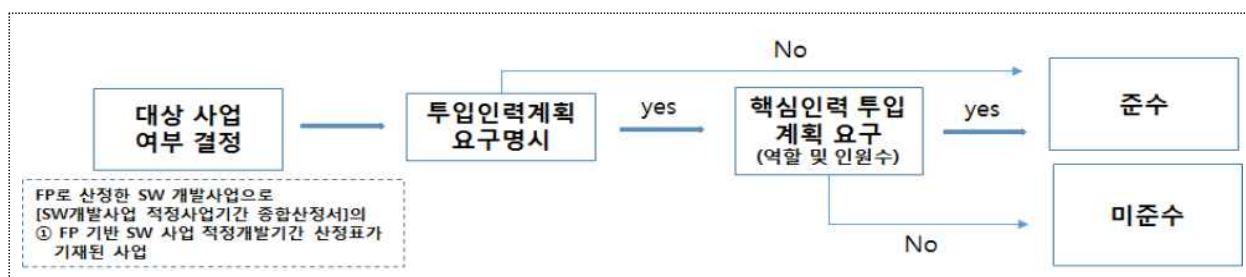 No
대상 사업
여부 결정
투입인력계획
요구명시
yes
핵심인력 투입
계획 요구
(역할 및 인원수)
yes
준수
FP로 산정한 SW 개발사업으로
[SW개발사업 적정사업기간 종합산정서]의
① FP 기반 SW 사업 적정개발기간 산정표가
기재된 사업
No
미준수